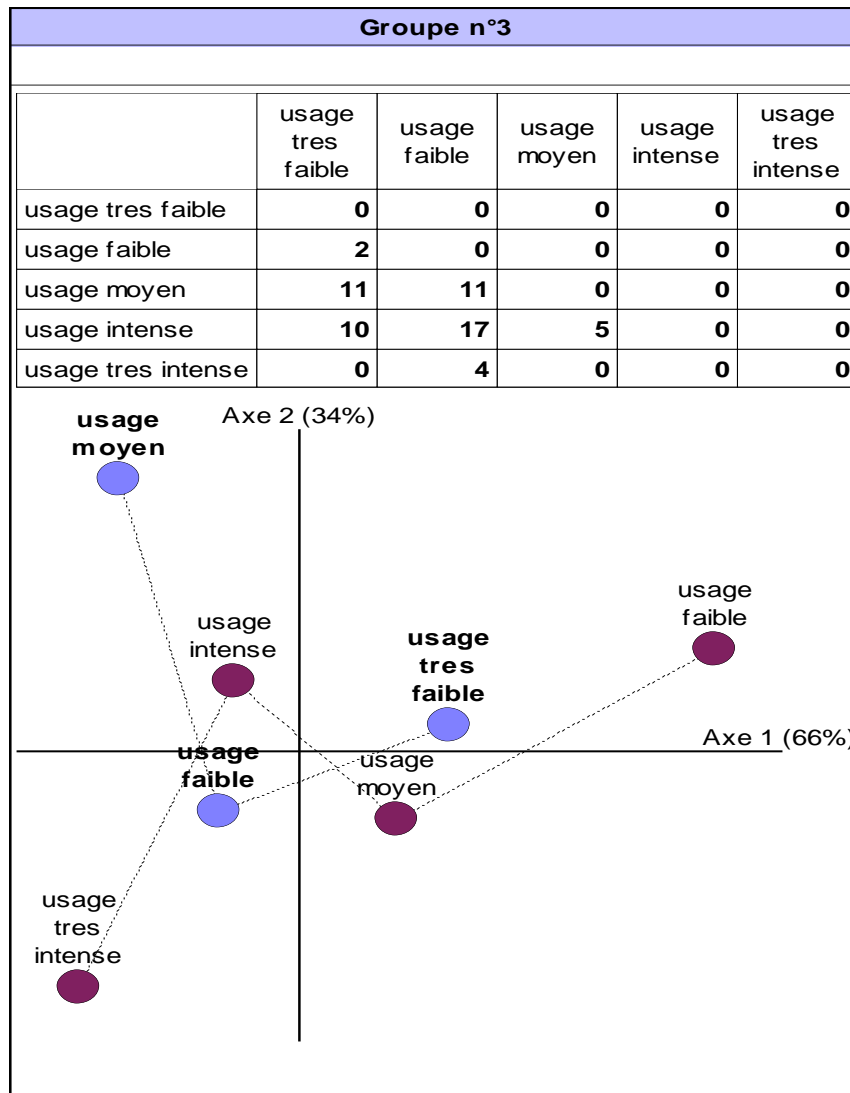 Groupe n°3
usage tres faible usage faible usage moyen usage intense usage tres intense
usage tres faible 0 0 0 0 0
usage faible 2 0 0 0 0
usage moyen 11 11 0 0 0
usage intense 10 17 5 0 0
usage tres intense 0 4 0 0 0
usage
moyen
Axe 2 (34%)
usage
faible
usage
intense
usage
tres
faible
Axe 1 (66%)
usage
faible
usage
moyen
usage
tres
intense